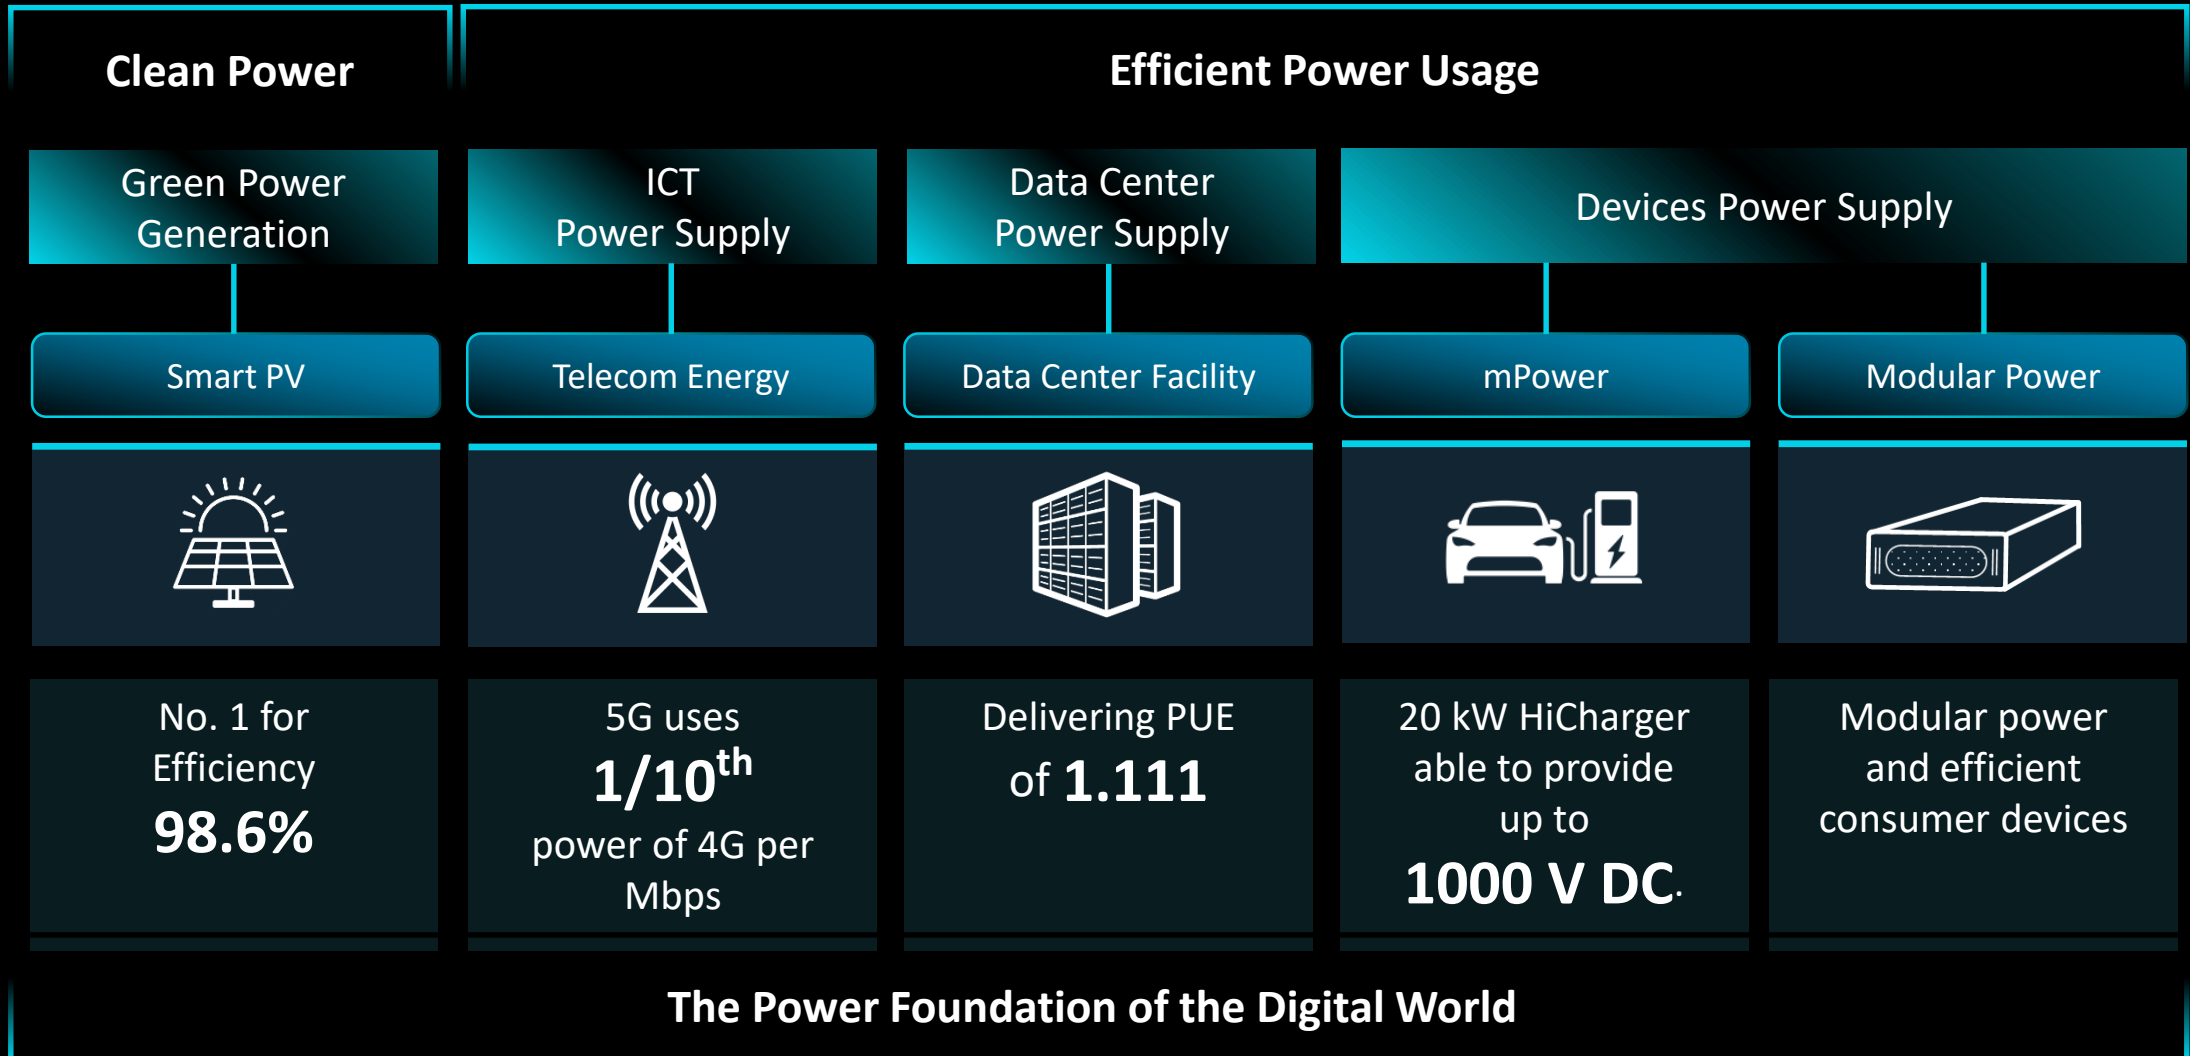 Clean Power
Efficient Power Usage
Green Power
Generation
ICT
Power Supply
Data Center
Power Supply
Devices Power Supply
Smart PV
Telecom Energy
Data Center Facility
mPower
Modular Power
No. 1 for
Efficiency
98.6%
5G uses
1/10th
power of 4G per
Mbps
Delivering PUE
of 1.111
20 kW HiCharger
able to provide
up to
1000 V DC.
Modular power
and efficient
consumer devices
The Power Foundation of the Digital World